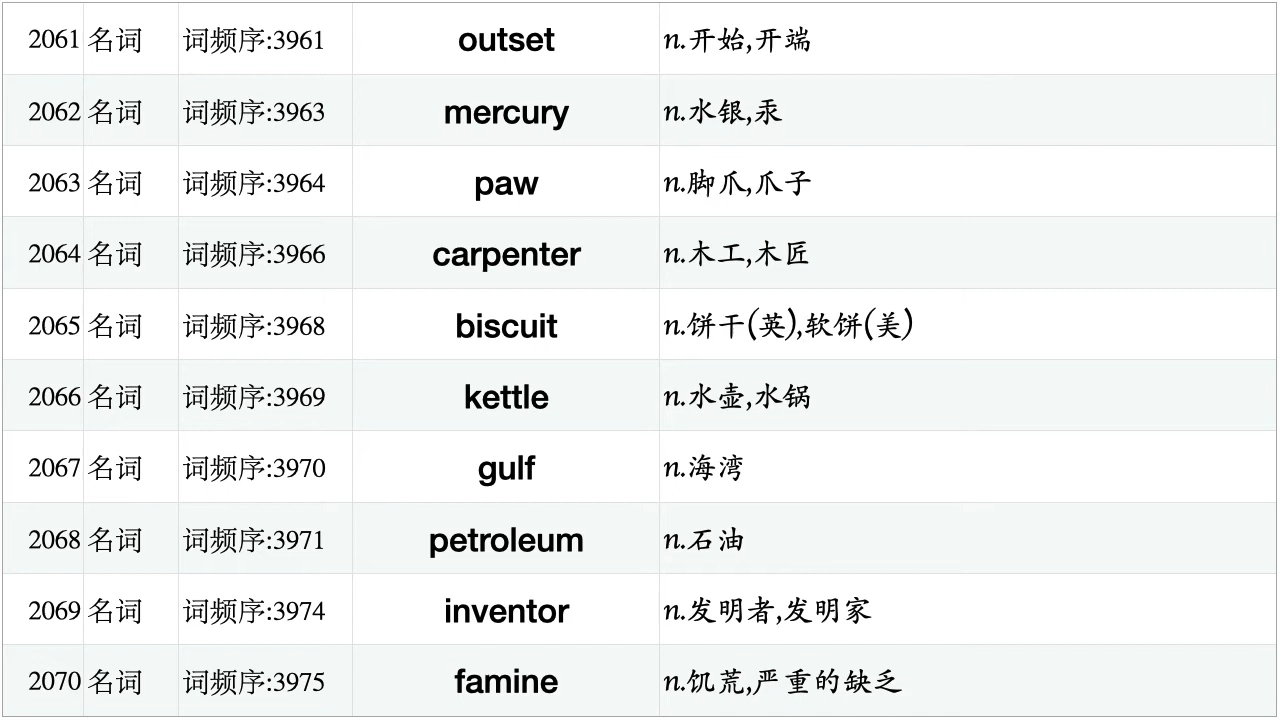 2061 名词 词频序:3961 outset n.开始,开端
2062 名词 词频序:3963 mercury n.水银,汞
2063 名词 词频序:3964 paw n.脚爪,爪子
2064 名词 词频序:3966 carpenter n.木工,木匠
2065 名词 词频序:3968 biscuit n.饼干(英),软饼(美)
2066 名词 词频序:3969 kettle n.水壶,水锅
2067 名词 词频序:3970 gulf n.海湾
2068 名词 词频序:3971 petroleum n.石油
2069 名词 词频序:3974 inventor n.发明者,发明家
2070 名词 词频序:3975 famine n.饥荒,严重的缺乏